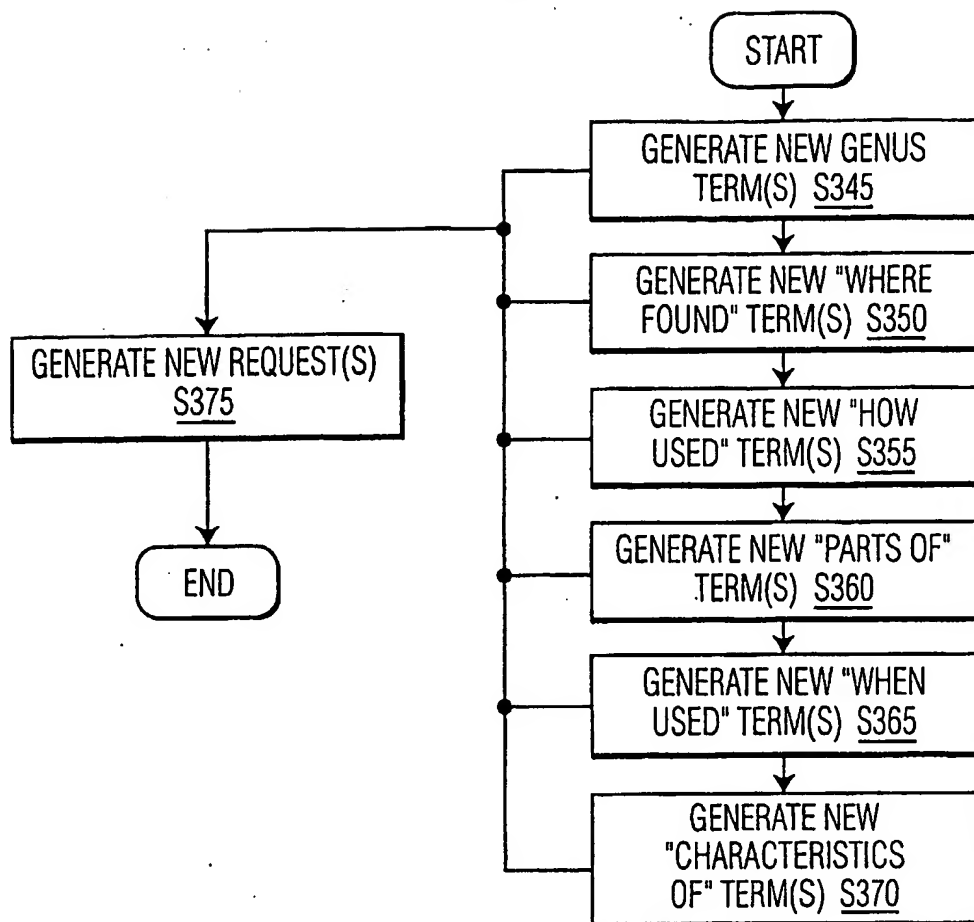 START
GENERATE NEW GENUS
TERM(S) S345
GENERATE NEW "WHERE
FOUND" TERM(S) S350
GENERATE NEW "HOW
USED" TERM(S) S355
GENERATE NEW "PARTS OF"
TERM(S) S360
GENERATE NEW "WHEN
USED" TERM(S) S365
GENERATE NEW
"CHARACTERISTICS
OF" TERM(S) S370
GENERATE NEW REQUEST(S)
S375
END